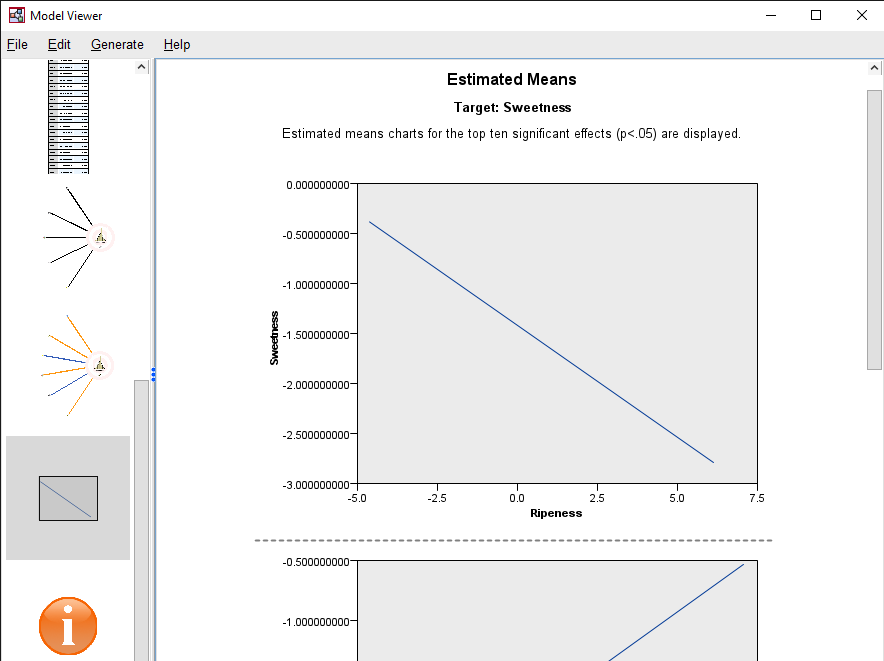 Model Viewer
File Edit Generate Help
Estimated Means
Target: Sweetness
Estimated means charts for the top ten significant effects (p<.05) are displayed.
0.000000000
-0.500000000
-1.000000000
-1.500000000
-2.000000000
-2.500000000
-3.000000000
Sweetness
-5.0 -2.5 0.0 2.5 5.0 7.5
Ripeness
-0.500000000
-1.000000000